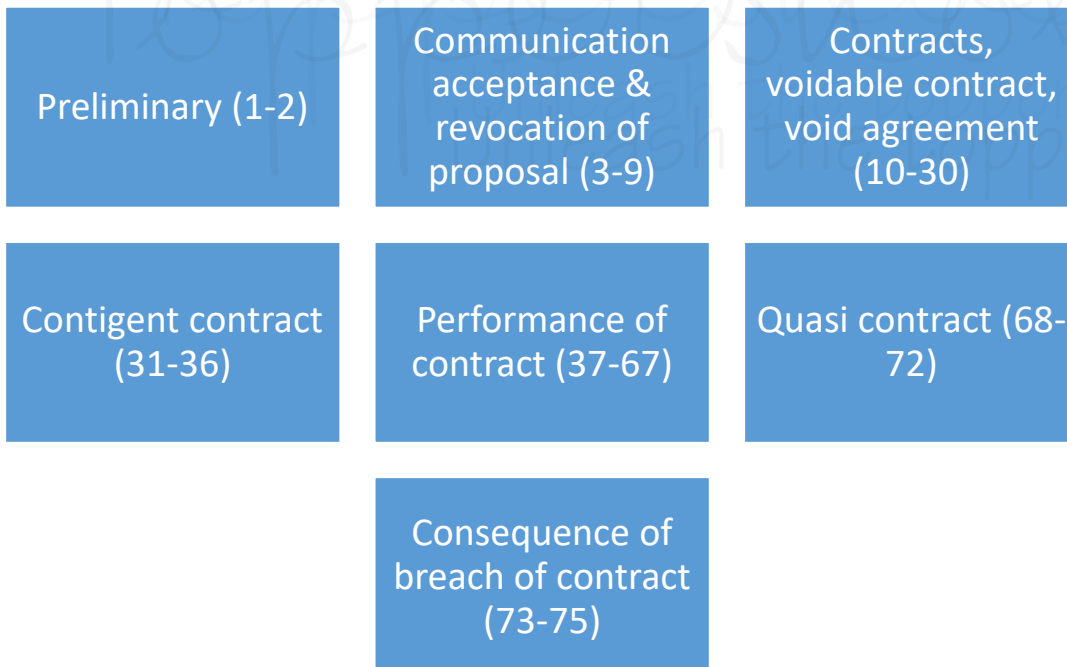 Preliminary (1-2)
Communication
acceptance &
revocation of
proposal (3-9)
Contracts,
voidable contract,
void agreement
(10-30)
Contigent contract
(31-36)
Performance of
contract (37-67)
Quasi contract (68-
72)
Consequence of
breach of contract
(73-75)